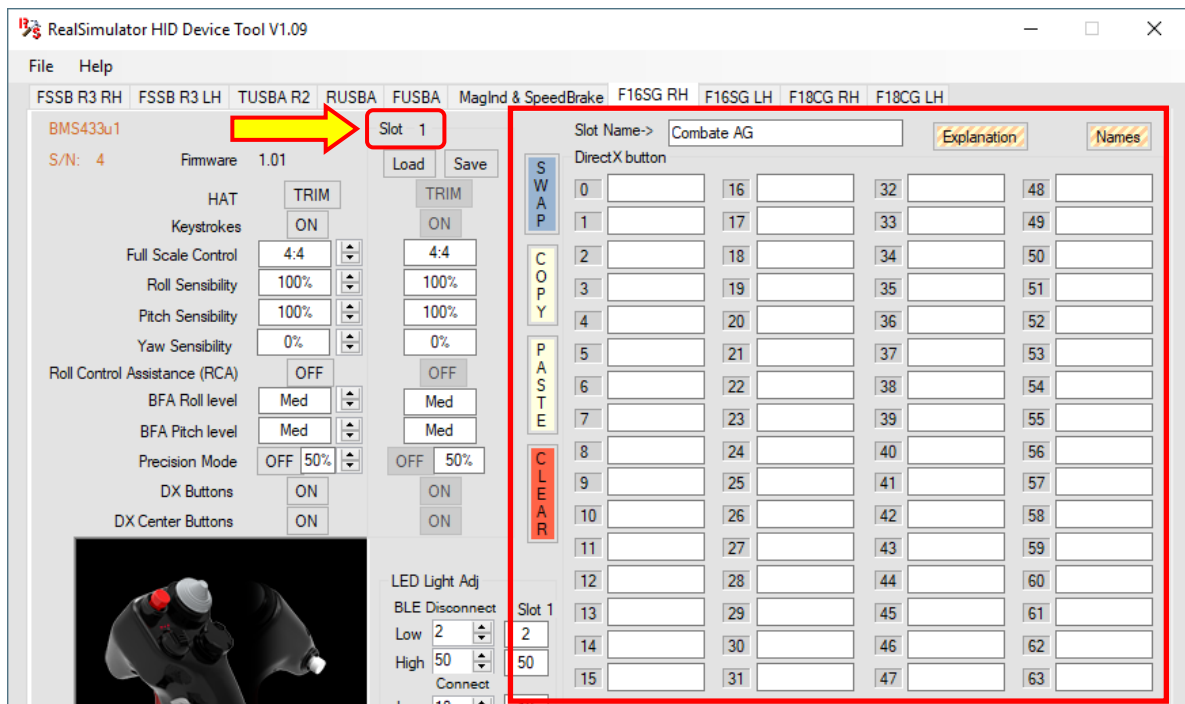 RealSimulator HID Device Tool V1.09
File Help
FSSB R3 RH FSSB R3 LH TUSBA R2 RUSBA FUSBA MagInd & SpeedBrake F16SG RH F16SG LH F18CG RH F18CG LH
BMS433u1 Slot 1 Slot Name-> Combate AG Explanation Names
S/N: 4 Firmware 1.01 Load Save DirectX button
HAT TRIM TRIM
Keystrokes ON ON
Full Scale Control 4:4 4:4
Roll Sensibility 100% 100%
Pitch Sensibility 100% 100%
Yaw Sensibility 0% 0%
Roll Control Assistance (RCA) OFF OFF
BFA Roll level Med Med
BFA Pitch level Med Med
Precision Mode OFF 50% OFF 50%
DX Buttons ON ON
DX Center Buttons ON ON
LED Light Adj
BLE Disconnect Slot 1
Low 2 2
High 50 50
Connect
SWAP
COPY
PASTE
CLEAR
0 16 32 48
1 17 33 49
2 18 34 50
3 19 35 51
4 20 36 52
5 21 37 53
6 22 38 54
7 23 39 55
8 24 40 56
9 25 41 57
10 26 42 58
11 27 43 59
12 28 44 60
13 29 45 61
14 30 46 62
15 31 47 63